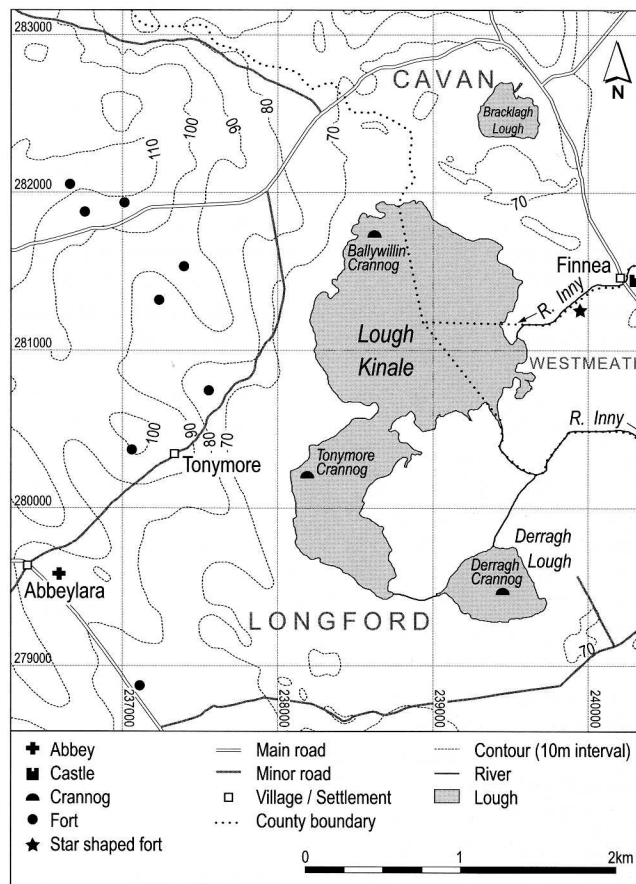 283000
CAVAN
N
Bracklagh
Lough
80
100
90
80
70
110
282000
70
Ballywillin
Crannog
Finnea
R. Inny
Lough
Kinale
281000
WESTMEATH
R. Inny
100
90
80
70
Tonymore
Tonymore
Crannog
280000
Derragh
Lough
Derragh
Crannog
Abbeylara
LONGFORD
279000
70
237000
238000
239000
240000
Abbey
Castle
Crannog
Fort
Star shaped fort
Main road
Minor road
Village / Settlement
County boundary
Contour (10m interval)
River
Lough
0
1
2km